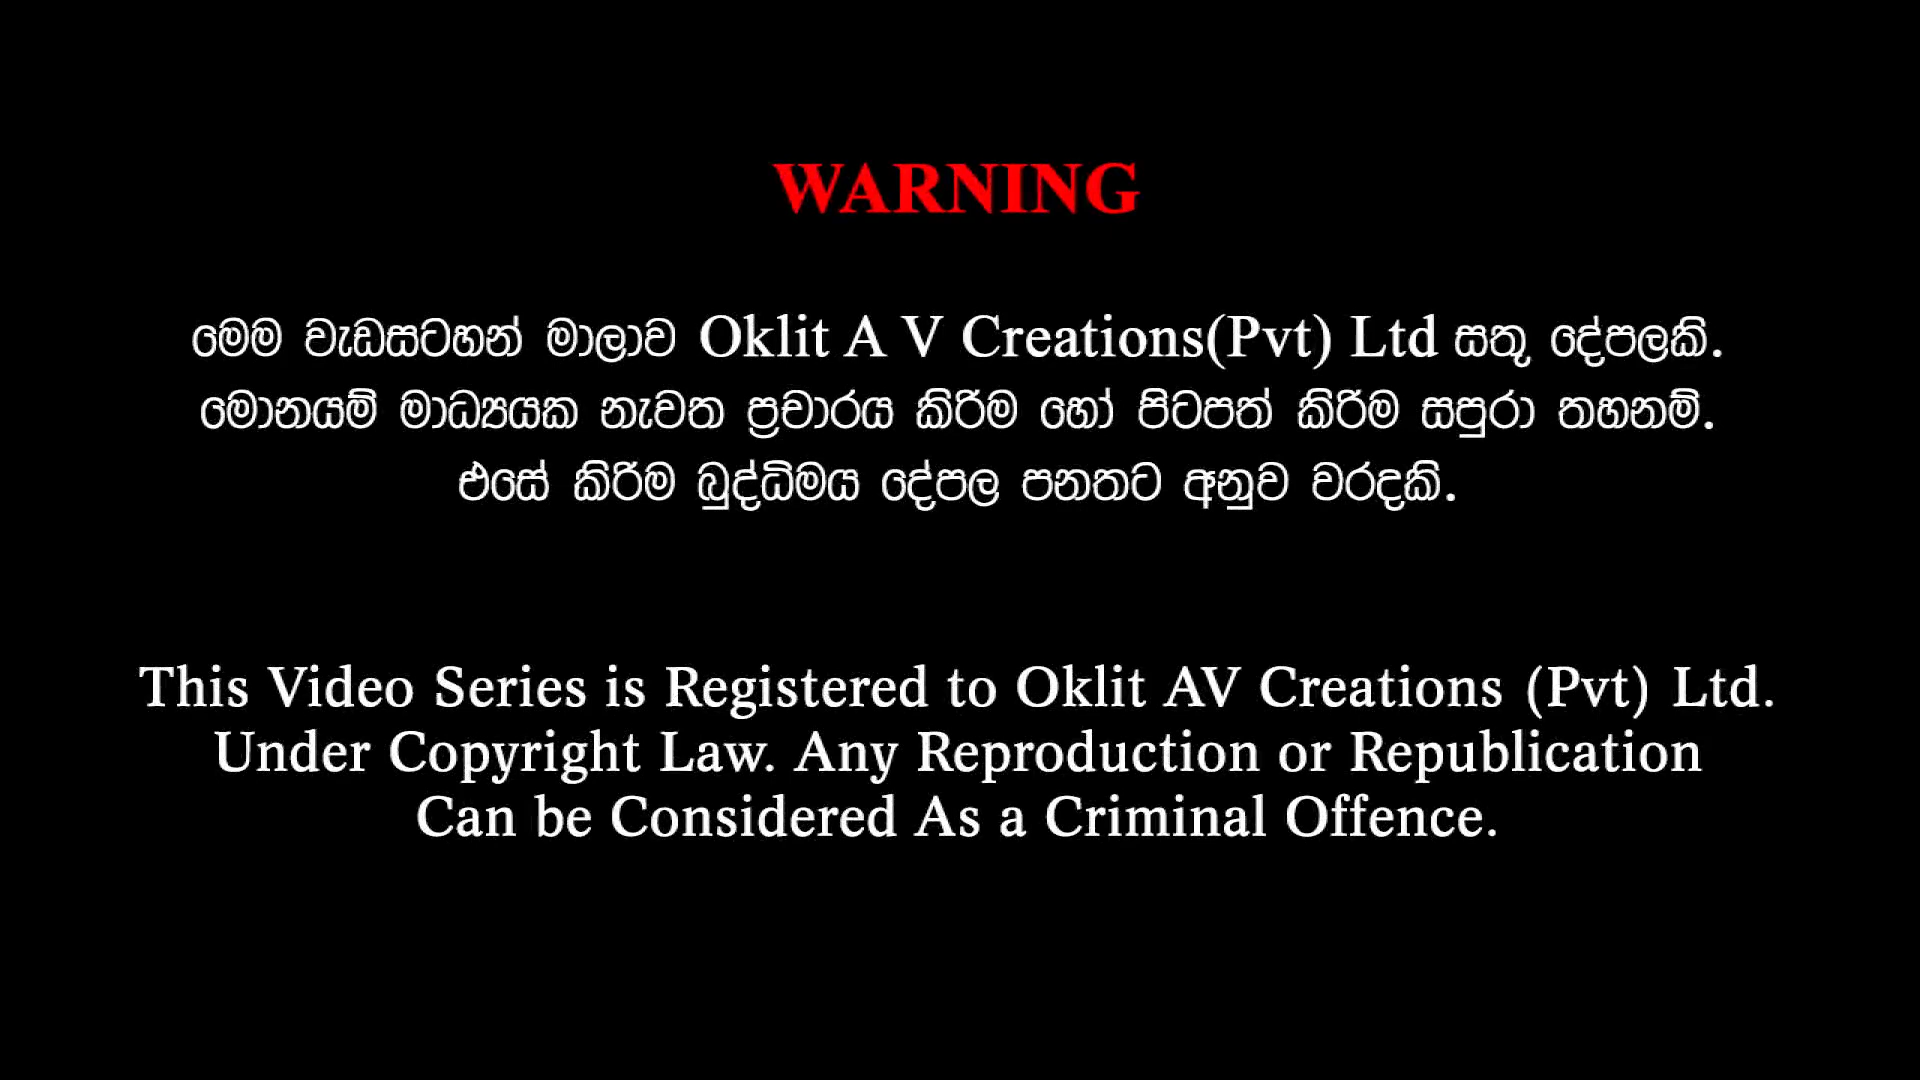 WARNING
මෙම වැඩසටහන් මාලාව Oklit A V Creations(Pvt) Ltd සතු දේපලකි.
මොනයම් මාධ්‍යයක නැවත ප්‍රචාරය කිරිම හෝ පිටපත් කිරිම සපුරා තහනම්.
එසේ කිරිම බුද්ධිමය දේපල පනතට අනුව වරදකි.
This Video Series is Registered to Oklit AV Creations (Pvt) Ltd.
Under Copyright Law. Any Reproduction or Republication
Can be Considered As a Criminal Offence.